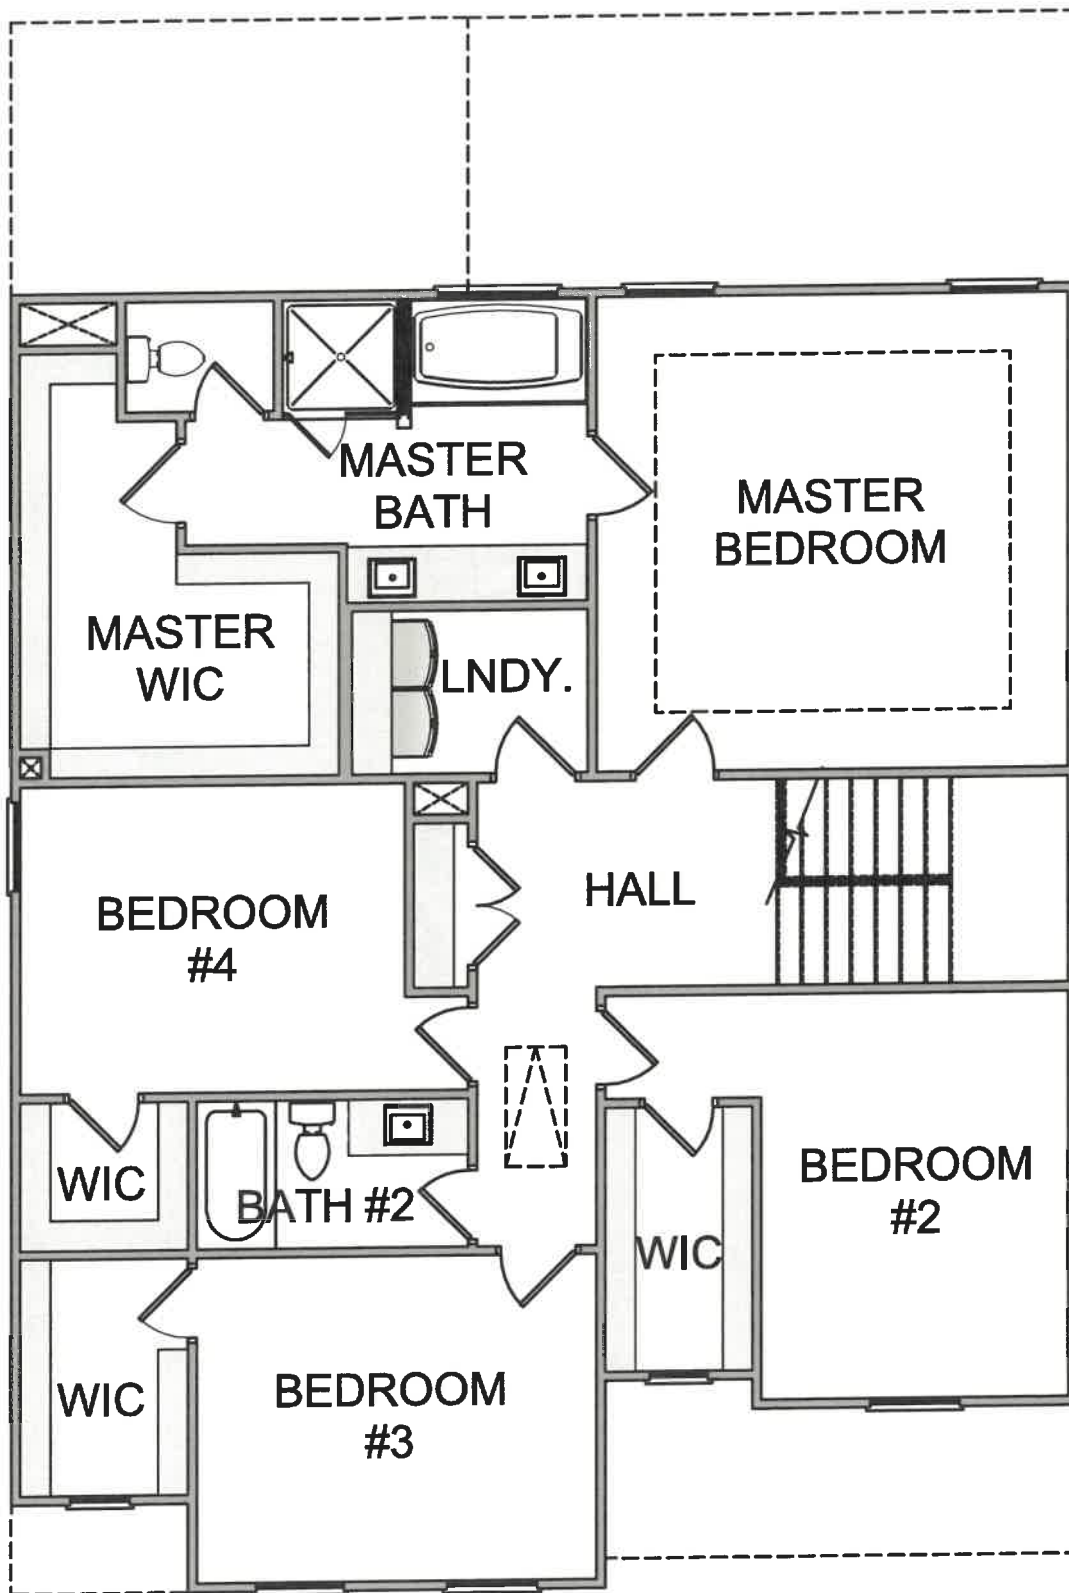 MASTER
BATH
MASTER
BEDROOM
MASTER
WIC
LNDY.
HALL
BEDROOM
#4
WIC
BATH #2
BEDROOM
#2
WIC
WIC
BEDROOM
#3